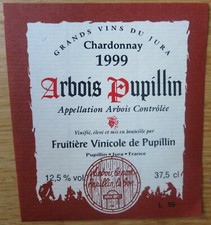 GRANDS VINS DU JURA
Chardonnay
1999
Arbois Pupillin
Appellation Arbois Contrôlée
Vinifié, élevé et mis en bouteille par
Fruitière Vinicole de Pupillin
Pupillin - Jura - France
12,5 % vol
37,5 cl